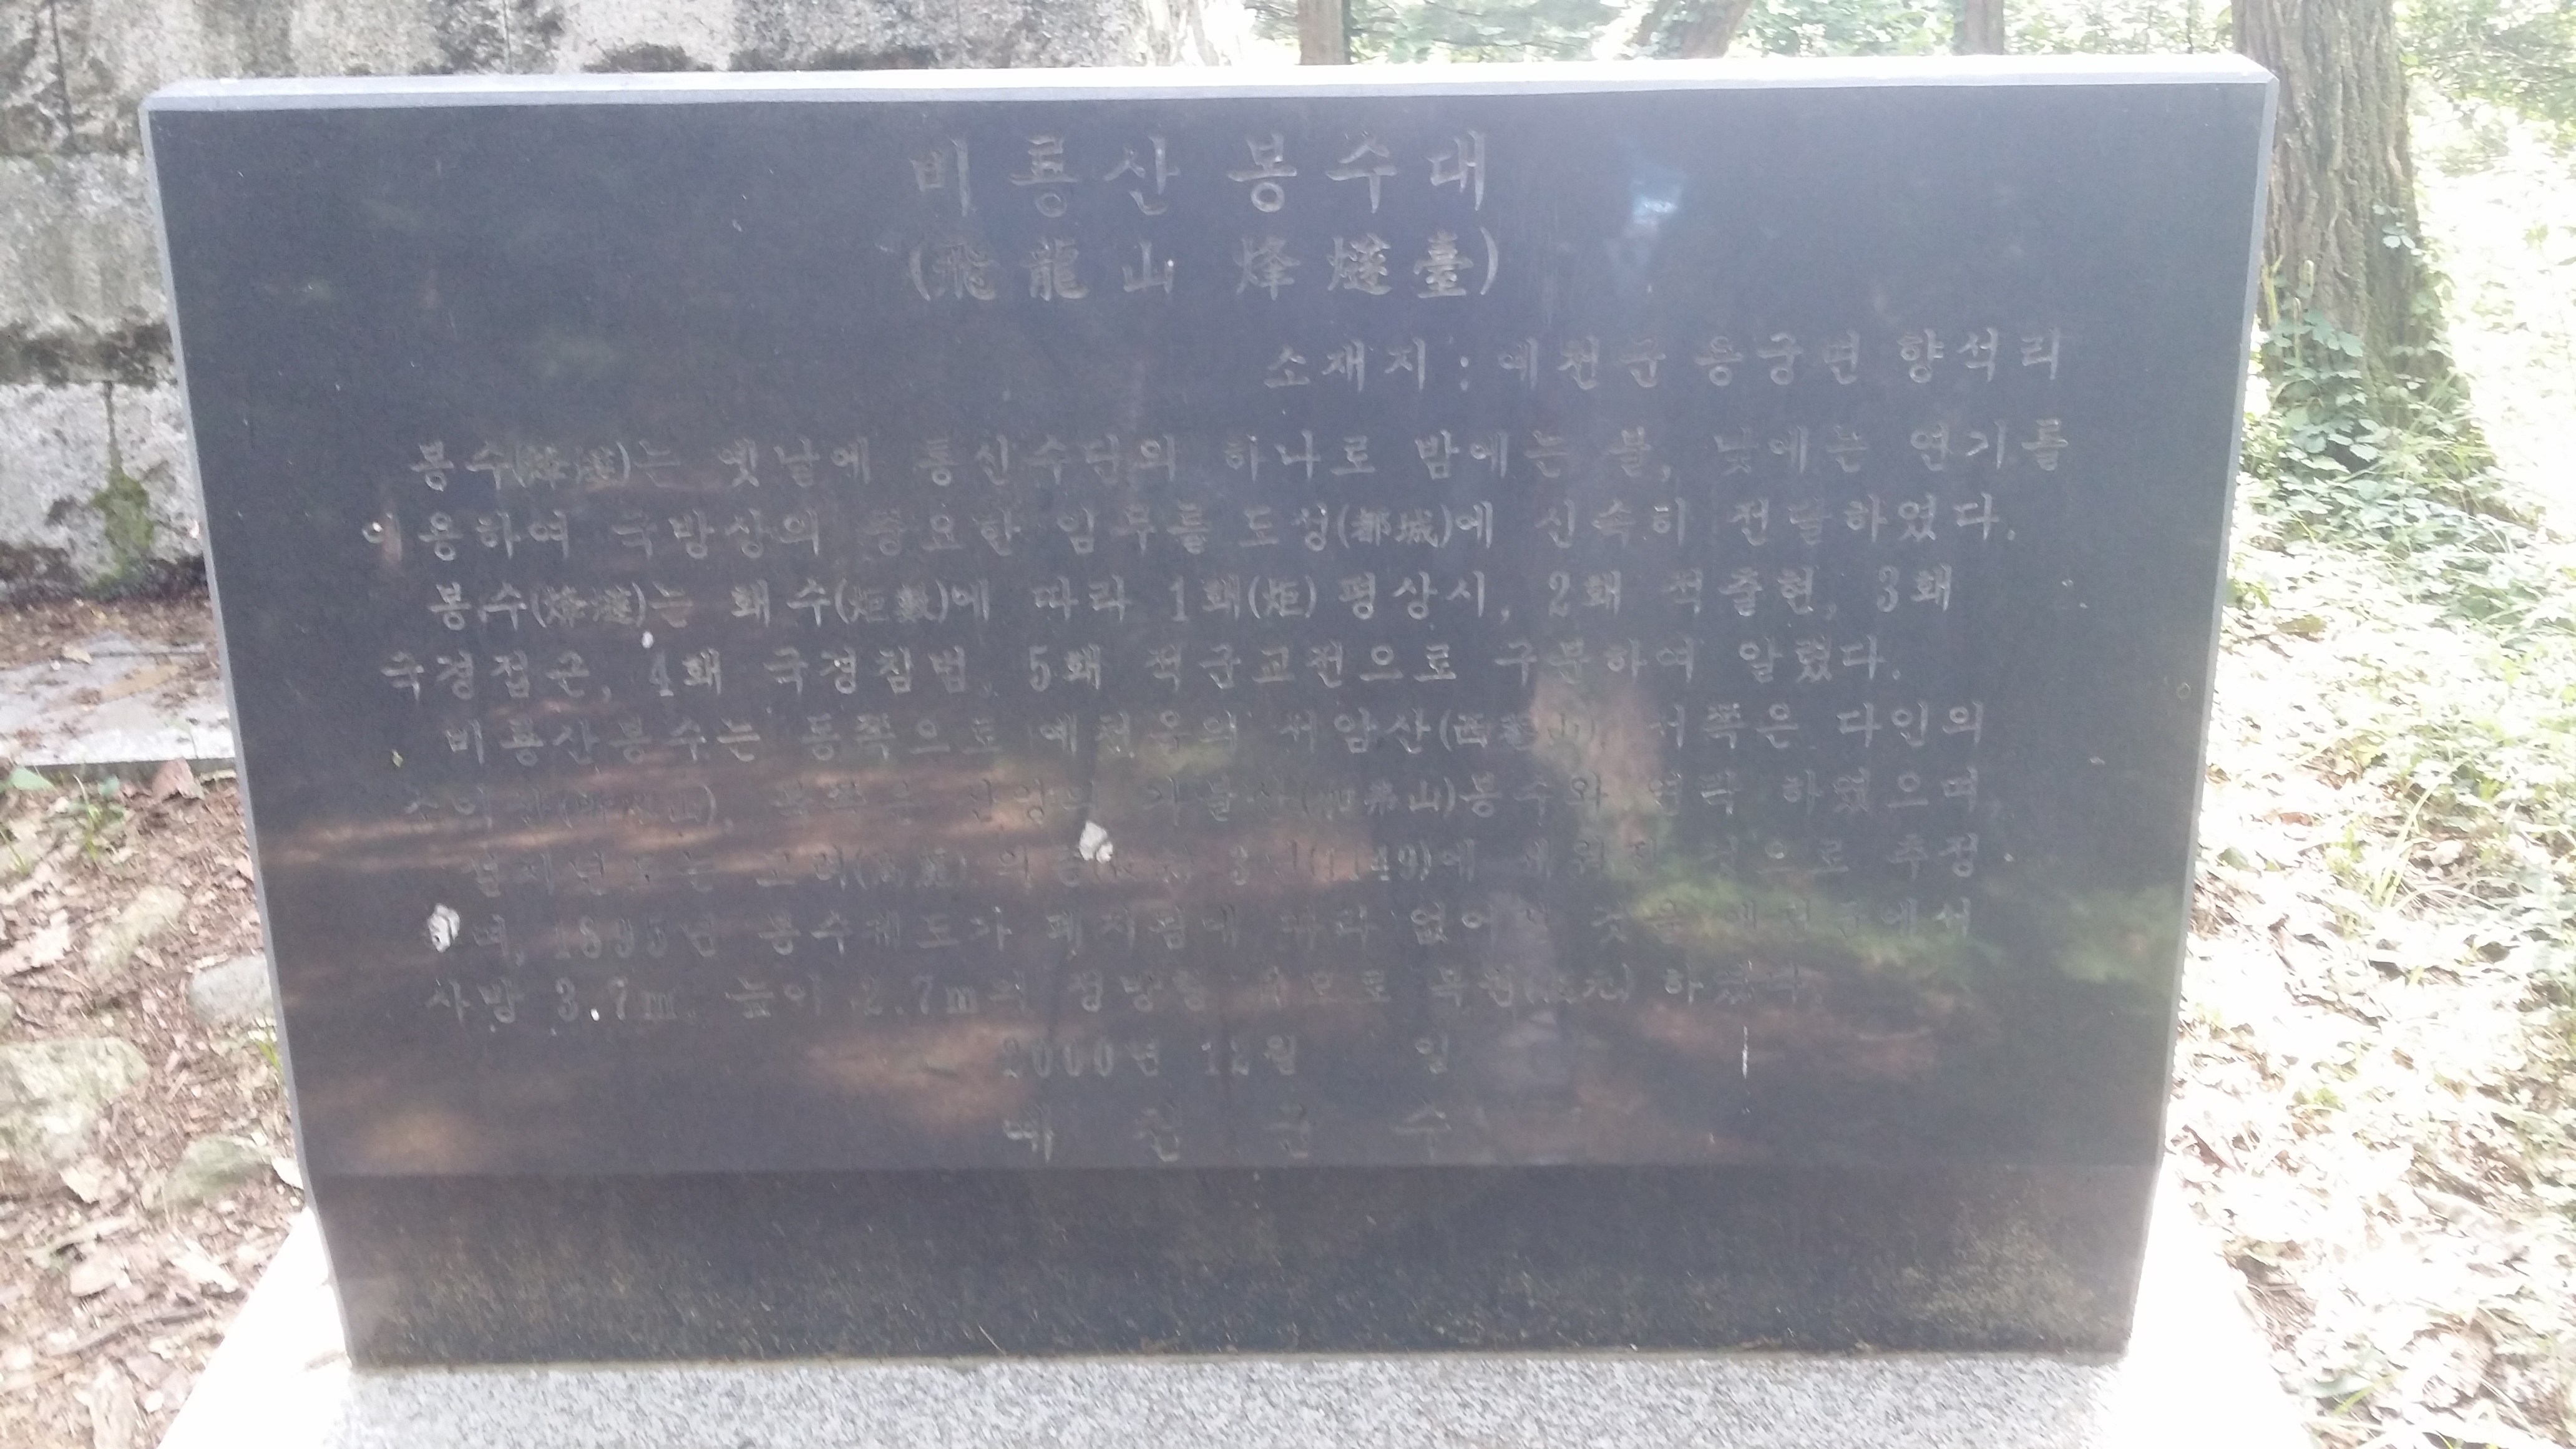 비룡산 봉수대
(飛龍山 烽燧臺)
소재지 : 예천군 용궁면 향석리
봉수(烽燧)는 옛날에 통신수단의 하나로 밤에는 불, 낮에는 연기를
이용하여 국방상의 중요한 임무를 도성(都城)에 신속히 전달하였다.
봉수(烽燧)는 홰수(炬數)에 따라 1홰(炬) 평상시, 2홰 적출현, 3홰
국경접근, 4홰 국경침범, 5홰 적군교전으로 구분하여 알렸다.
비룡산봉수는 동쪽으로 예천읍의 서암산 서쪽은 다인의
山)봉수와 연락 하였으며,
설치년도는 고려(高麗) 의종 3년 세워진 것으로 추정
며, 1895년 봉수제도가 폐지됨에 따라 없어진 것을 예천군에서
사방 3.7m, 높이 2.7m의 정방형 규모로 복원(復元) 하였다.
2000년 12월 일
예 천 군 수